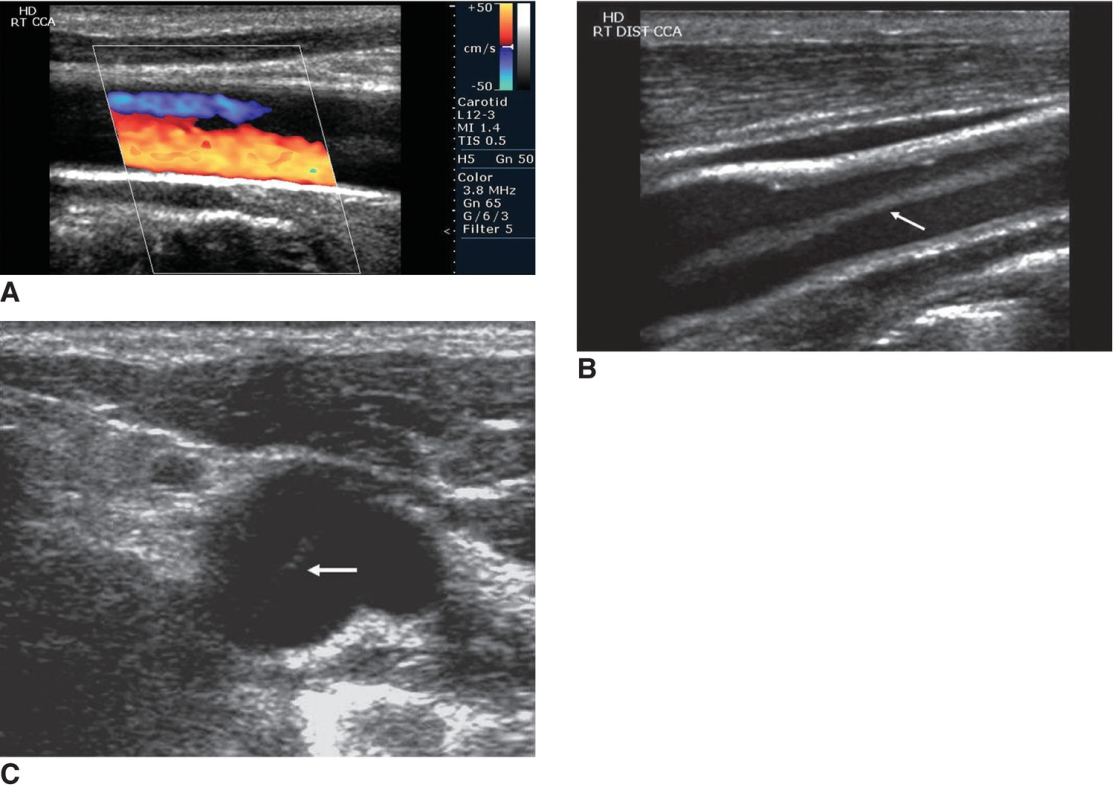 HD
RT CCA
+50
cm/s
-50
Carotid
L12-3
MI 1.4
TIS 0.5
H5 Gn 50
Color
3.8 MHz
Gn 65
G/6/3
Filter 5
<
A
HD
RT DIST CCA
B
C